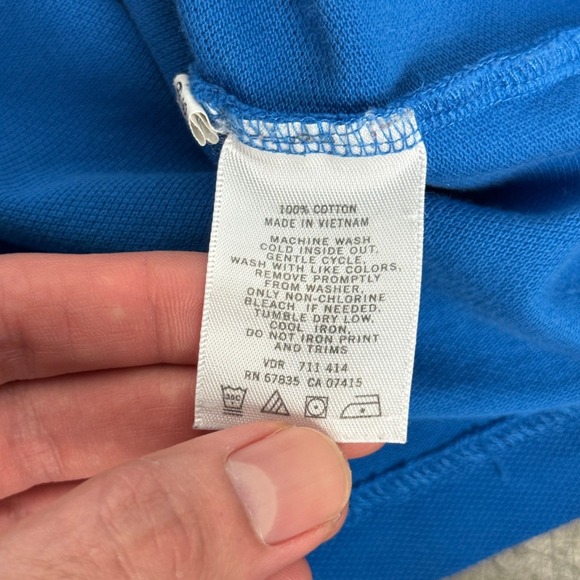 100% COTTON
MADE IN VIETNAM
MACHINE WASH
COLD INSIDE OUT.
GENTLE CYCLE.
WASH WITH LIKE COLORS.
REMOVE PROMPTLY
FROM WASHER.
ONLY NON-CHLORINE
BLEACH IF NEEDED.
TUMBLE DRY LOW.
COOL IRON.
DO NOT IRON PRINT
AND TRIMS
VDR 711 414
RN 67835 CA 07415